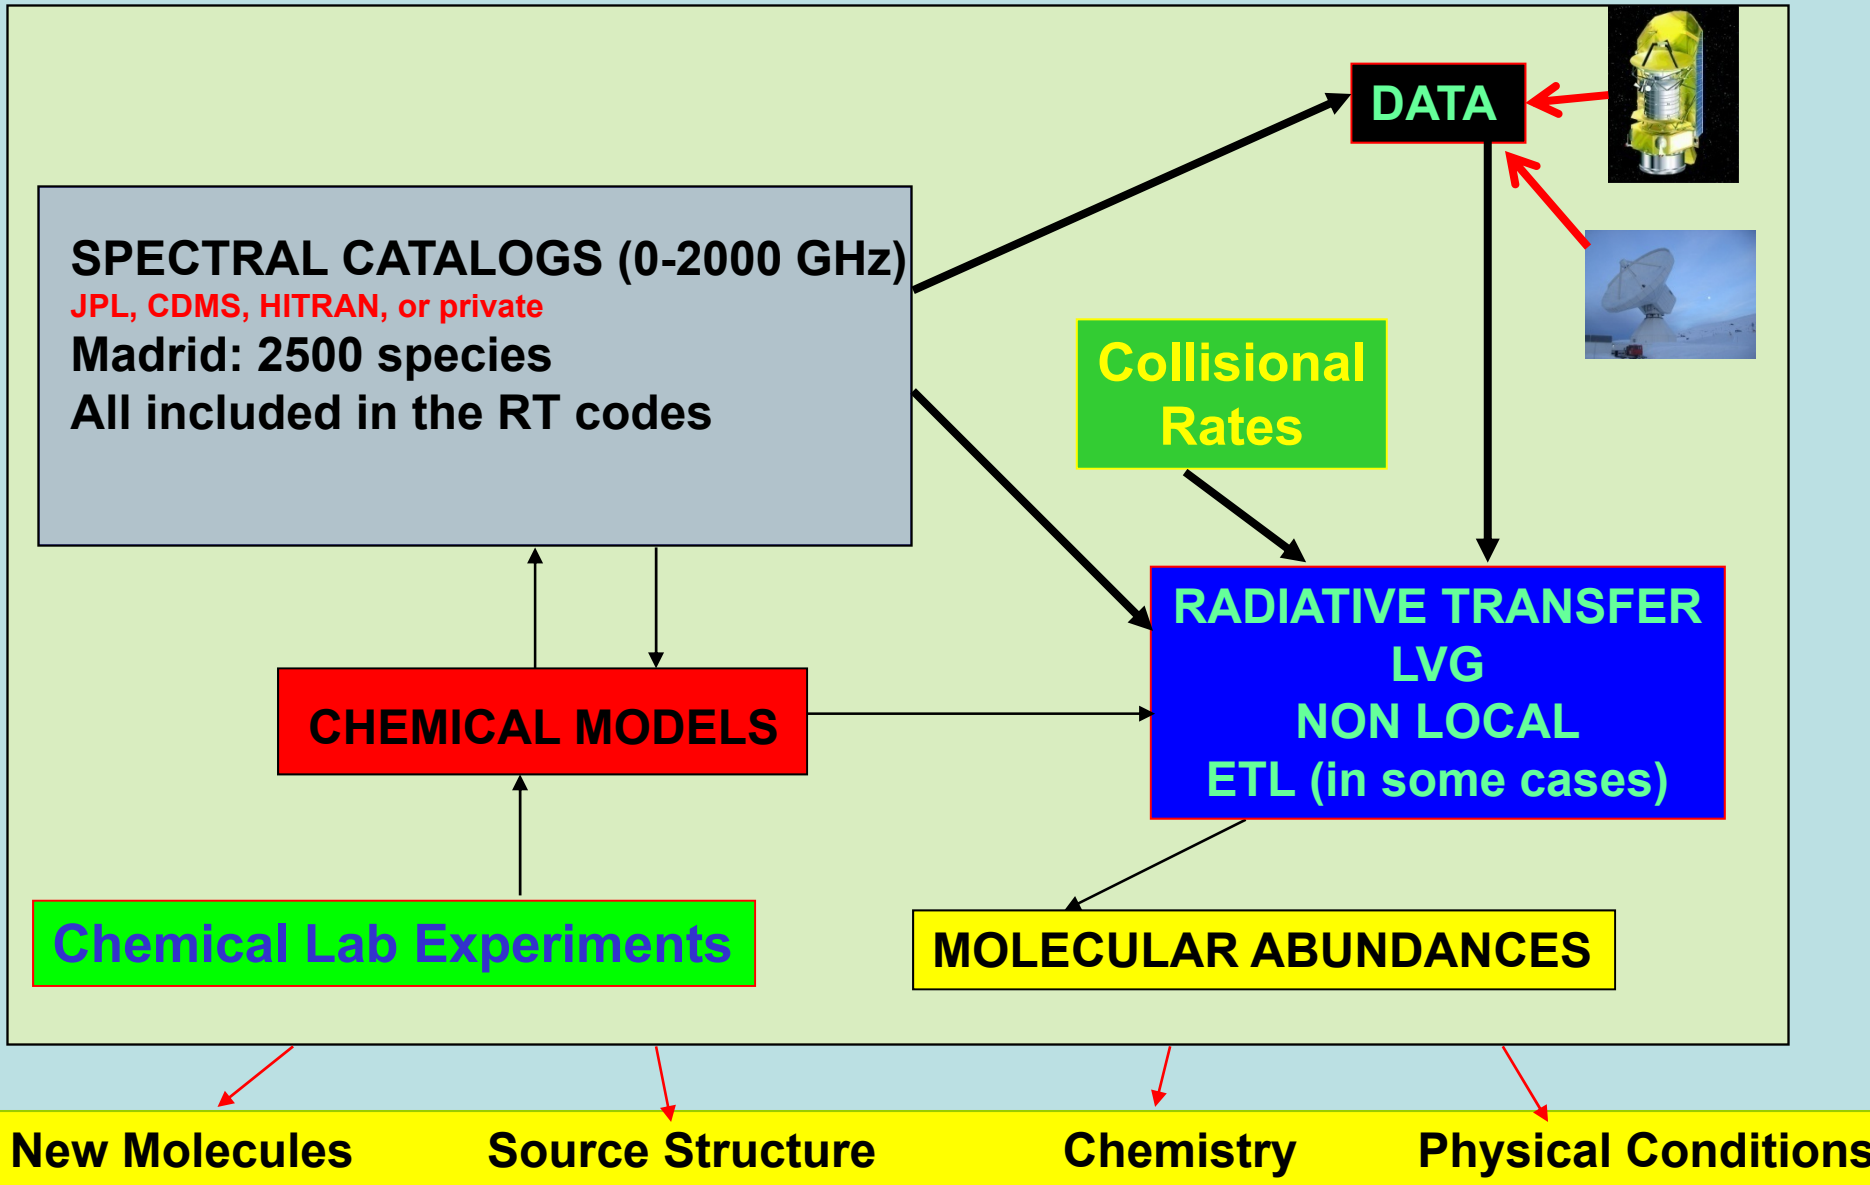 DATA
SPECTRAL CATALOGS (0-2000 GHz)
JPL, CDMS, HITRAN, or private
Madrid: 2500 species
All included in the RT codes
Collisional
Rates
RADIATIVE TRANSFER
LVG
NON LOCAL
ETL (in some cases)
CHEMICAL MODELS
Chemical Lab Experiments
MOLECULAR ABUNDANCES
New Molecules Source Structure Chemistry Physical Conditions